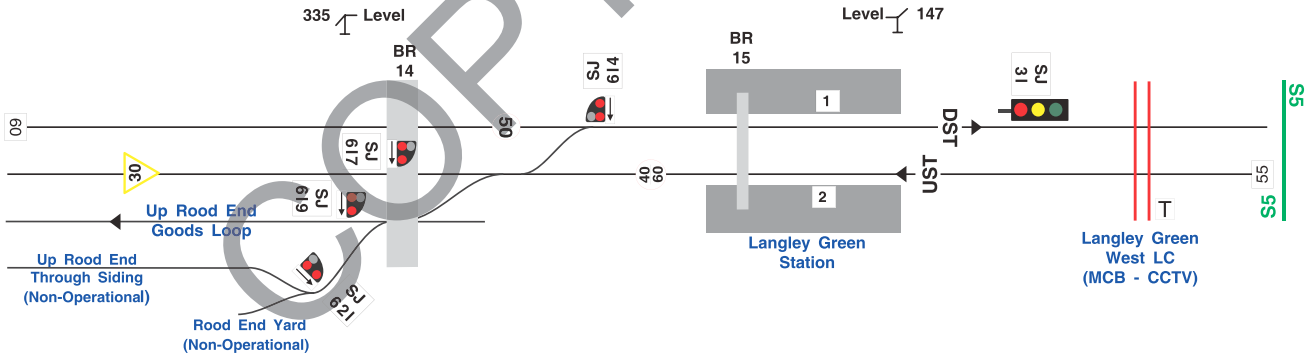 335 Level
Level 147
BR
14
BR
15
SJ
614
SJ
31
S5
60
50
1
DST
30
SJ
617
40
60
UST
55
5S
SJ
619
Up Rood End
Goods Loop
2
T
Langley Green
Station
Langley Green
West LC
(MCB - CCTV)
Up Rood End
Through Siding
(Non-Operational)
SJ
621
Rood End Yard
(Non-Operational)
COP